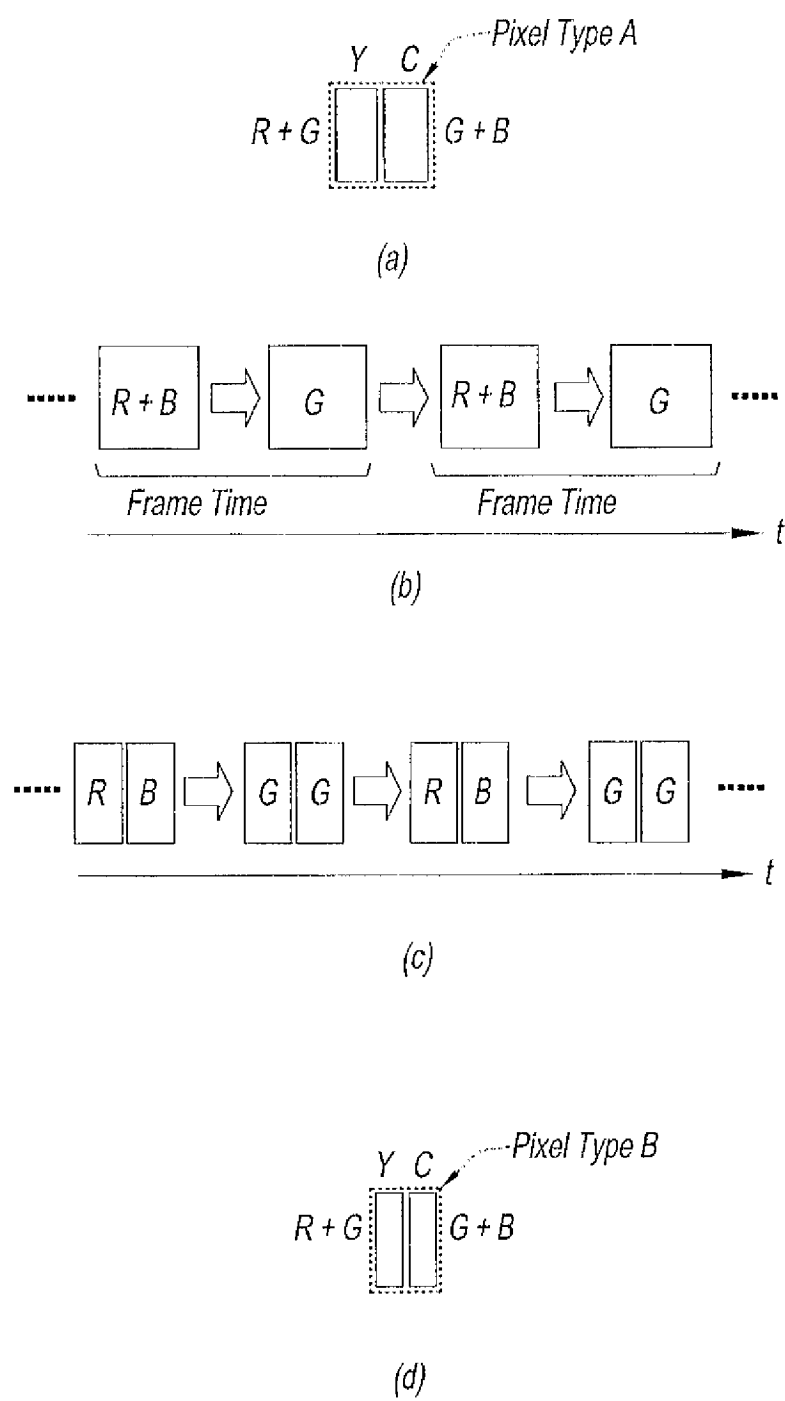 Pixel Type A
Y C
R + G G + B
(a)
R + B G R + B G
Frame Time Frame Time
t
(b)
R B G G R B G G
t
(c)
Pixel Type B
Y C
R + G G + B
(d)